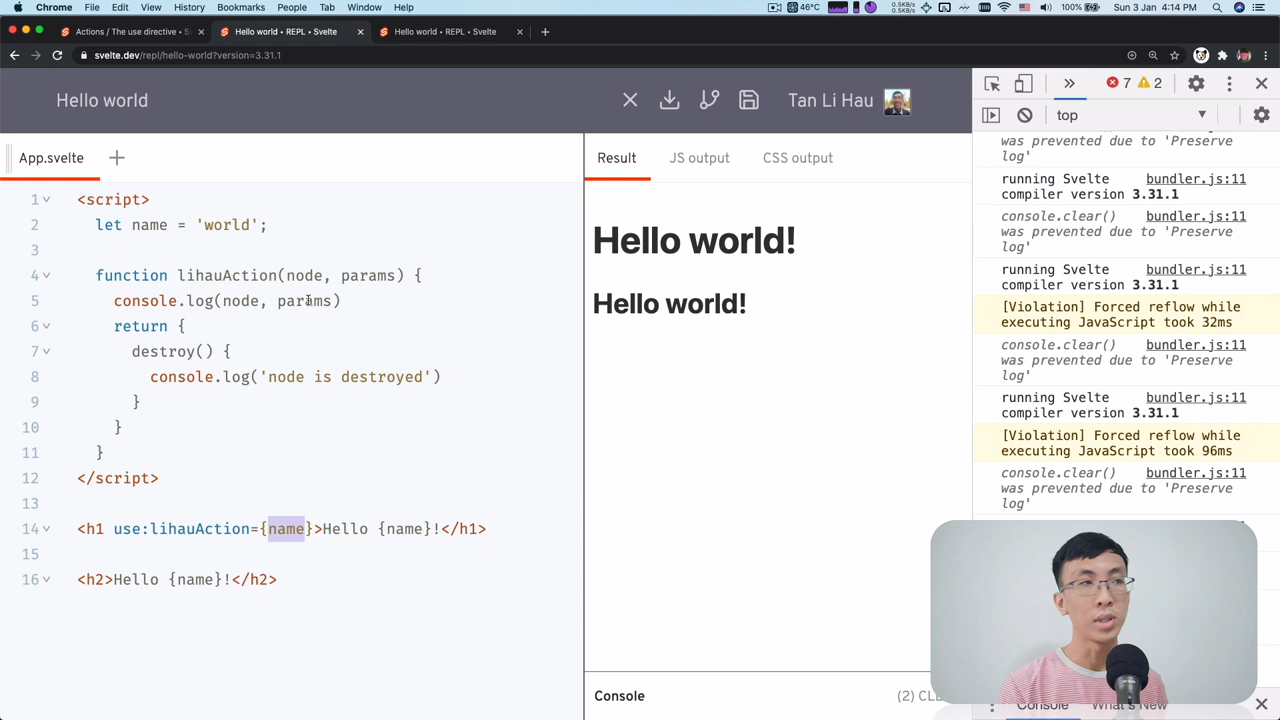 Chrome File Edit View History Bookmarks People Tab Window Help
46°C 0.5KB/s 0.5KB/s 100% Sun 3 Jan 4:14 PM
Actions / The use directive • S
Hello world • REPL • Svelte
Hello world • REPL • Svelte
svelte.dev/repl/hello-world?version=3.31.1
Hello world
Tan Li Hau
App.svelte
1 <script>
2 let name = 'world';
3
4 function lihauAction(node, params) {
5 console.log(node, params)
6 return {
7 destroy() {
8 console.log('node is destroyed')
9 }
10 }
11 }
12 </script>
13
14 <h1 use:lihauAction={name}>Hello {name}!</h1>
15
16 <h2>Hello {name}!</h2>
Result JS output CSS output
Hello world!
Hello world!
Console (2) CLE
7 2
top
was prevented due to 'Preserve
log'
running Svelte bundler.js:11
compiler version 3.31.1
console.clear() bundler.js:11
was prevented due to 'Preserve
log'
running Svelte bundler.js:11
compiler version 3.31.1
[Violation] Forced reflow while
executing JavaScript took 32ms
console.clear() bundler.js:11
was prevented due to 'Preserve
log'
running Svelte bundler.js:11
compiler version 3.31.1
[Violation] Forced reflow while
executing JavaScript took 96ms
console.clear() bundler.js:11
was prevented due to 'Preserve
log'
Console What's New